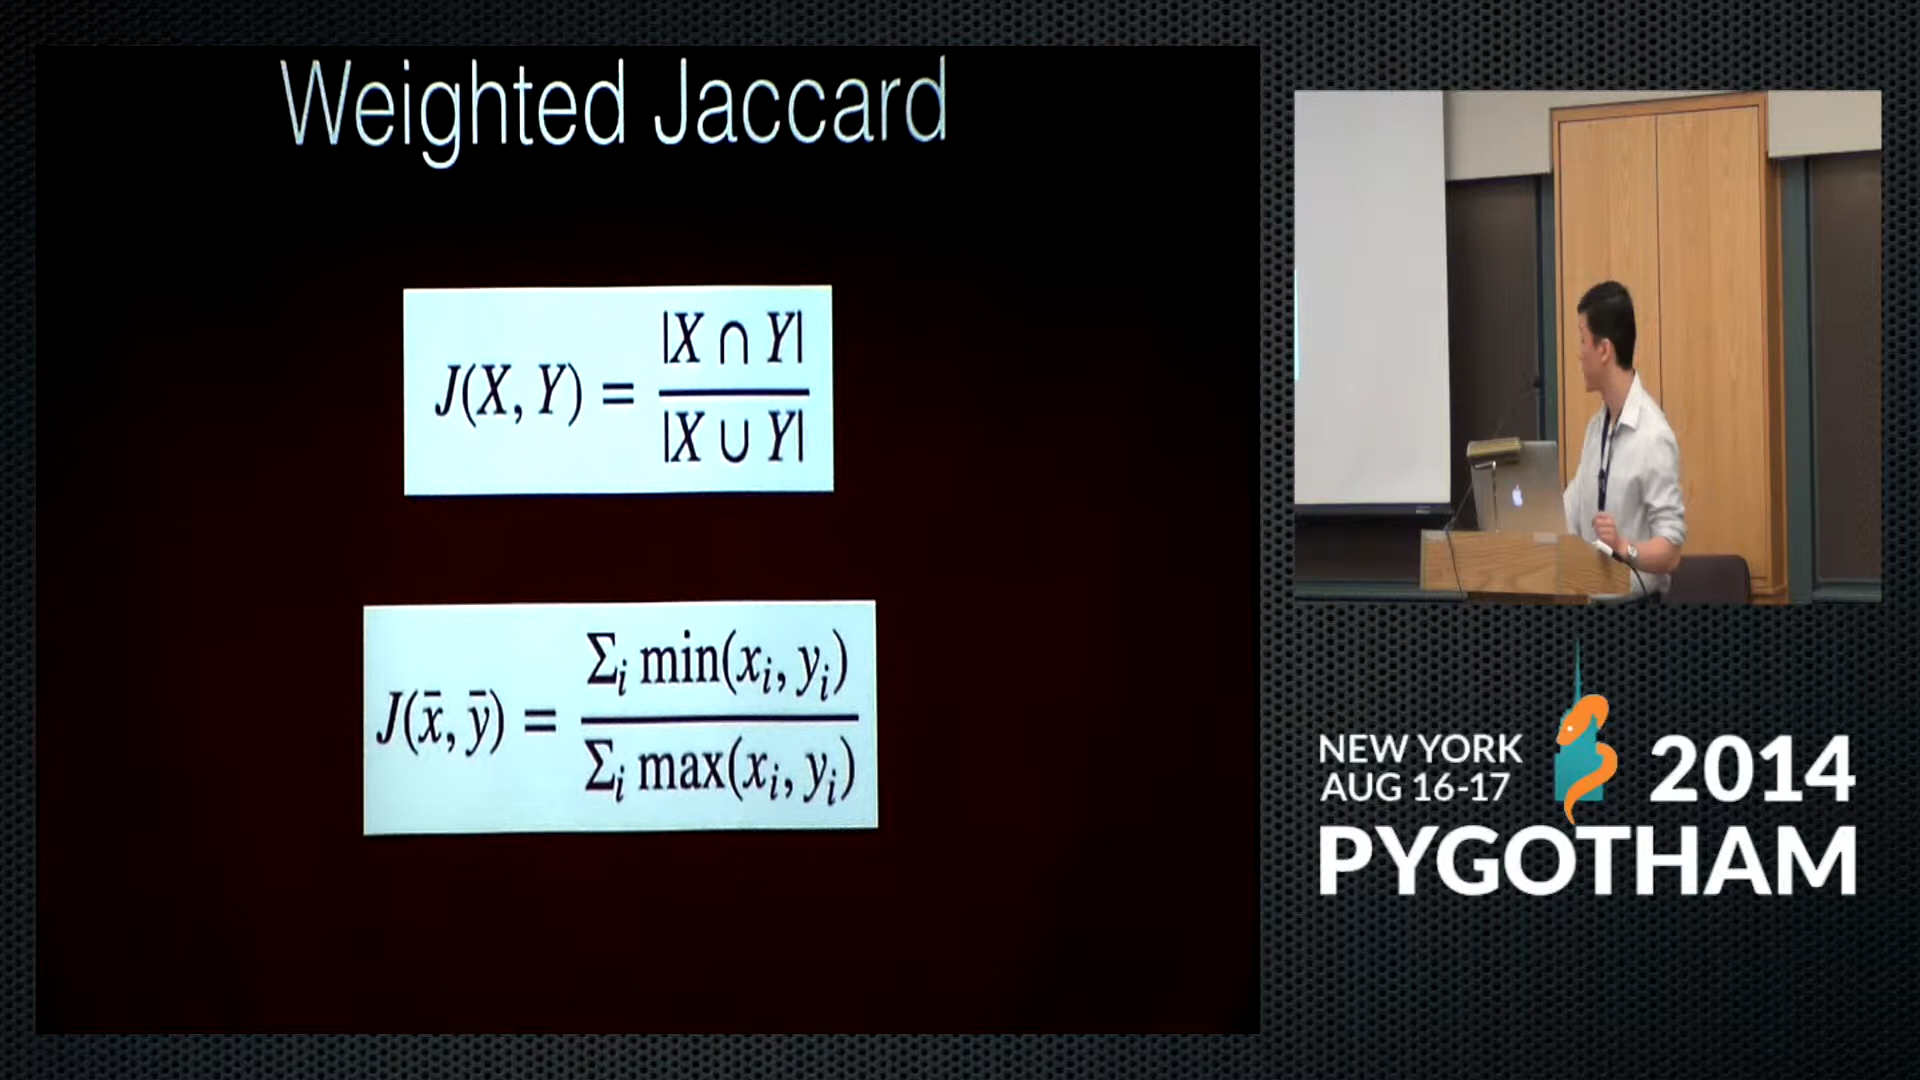 Weighted Jaccard
J(X, Y) = |X ∩ Y| / |X ∪ Y|
J(x̄, ȳ) = Σᵢ min(xᵢ, yᵢ) / Σᵢ max(xᵢ, yᵢ)
NEW YORK
AUG 16-17
2014
PYGOTHAM